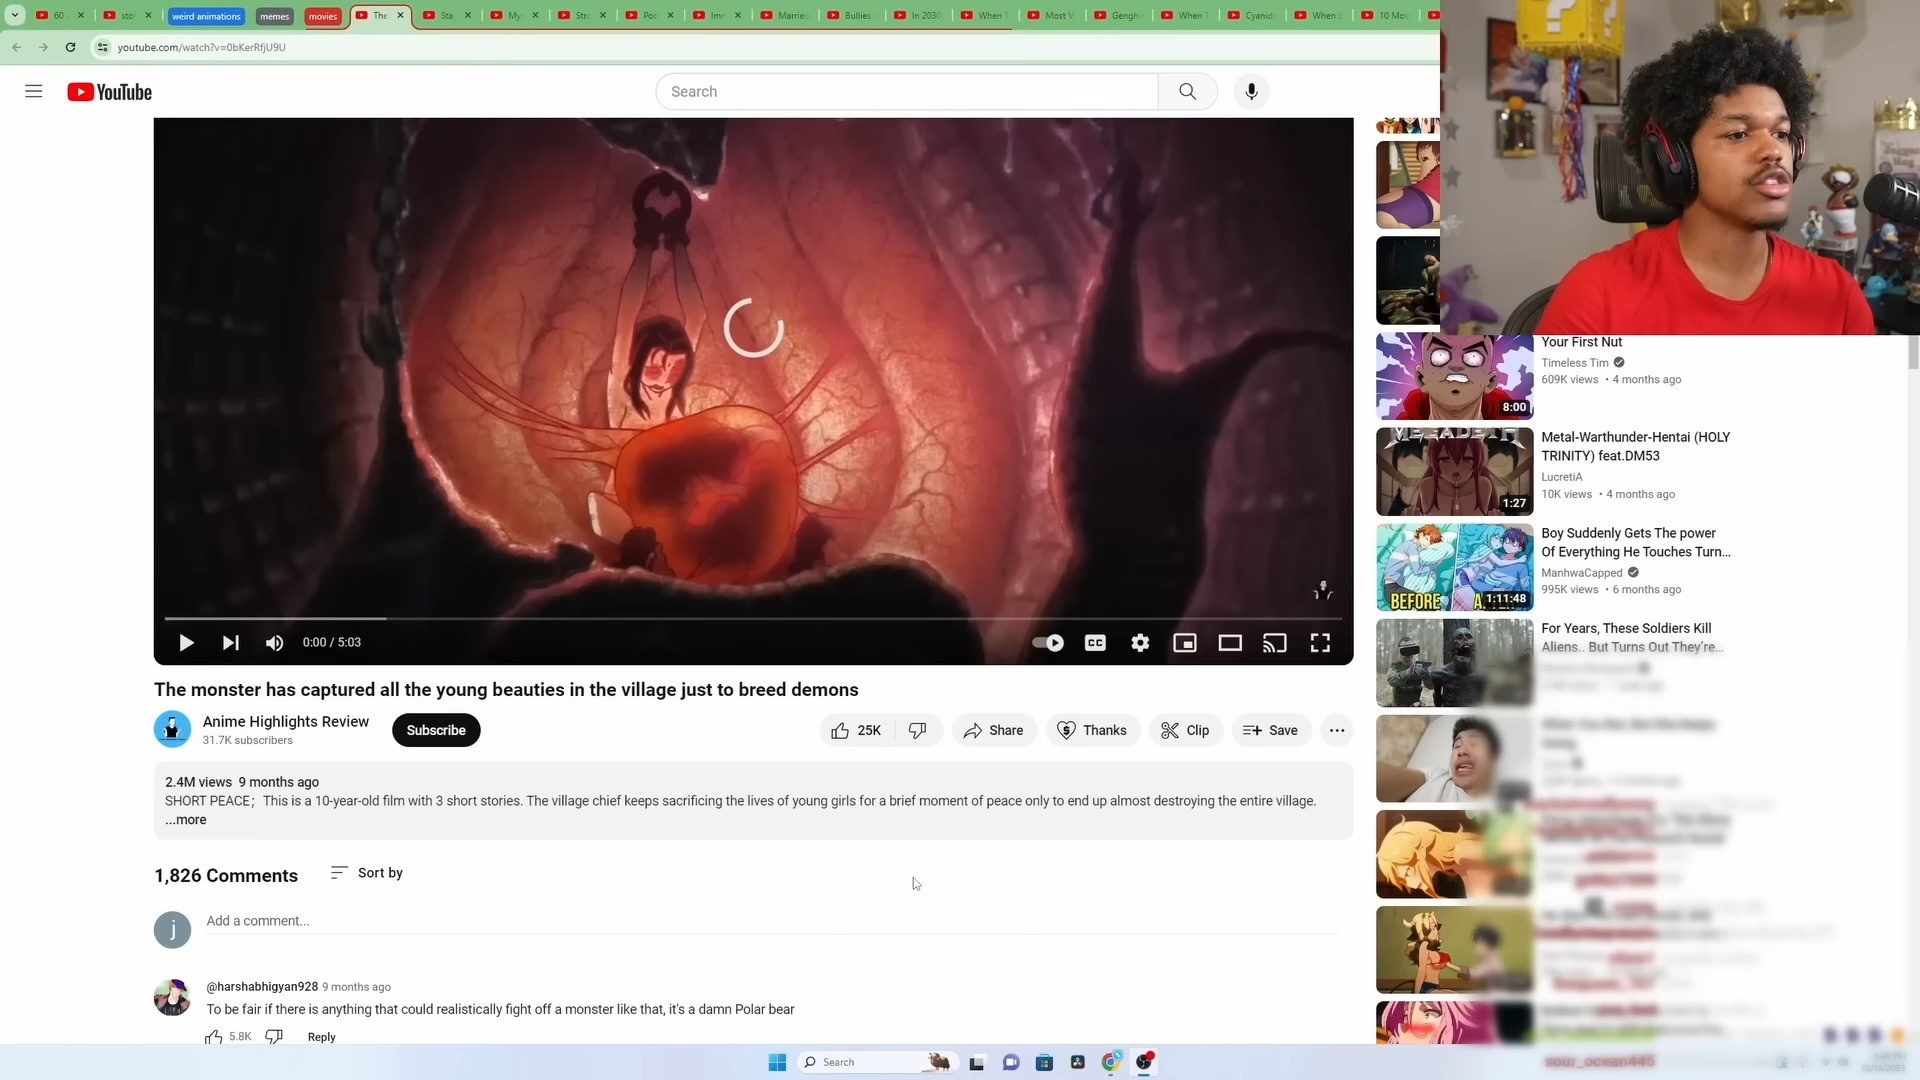 60
sto
weird animations
memes
movies
The
Sta
My
Stro
Poc
Imr
Married
Bullies
In 2030
When T
Most V
Gengh
When T
Cyanid
When G
10 Mos
youtube.com/watch?v=0bKerRfjU9U
YouTube
Search
0:00 / 5:03
CC
The monster has captured all the young beauties in the village just to breed demons
Anime Highlights Review
31.7K subscribers
Subscribe
25K
Share
Thanks
Clip
Save
2.4M views 9 months ago
SHORT PEACE；This is a 10-year-old film with 3 short stories. The village chief keeps sacrificing the lives of young girls for a brief moment of peace only to end up almost destroying the entire village.
...more
1,826 Comments
Sort by
j
Add a comment...
@harshabhigyan928 9 months ago
To be fair if there is anything that could realistically fight off a monster like that, it's a damn Polar bear
5.8K
Reply
Your First Nut
Timeless Tim
609K views • 4 months ago
8:00
Metal-Warthunder-Hentai (HOLY
TRINITY) feat.DM53
LucretiA
10K views • 4 months ago
1:27
Boy Suddenly Gets The power
Of Everything He Touches Turn...
ManhwaCapped
995K views • 6 months ago
BEFORE
1:11:48
For Years, These Soldiers Kill
Aliens.. But Turns Out They're...
Search
sour_ocean445